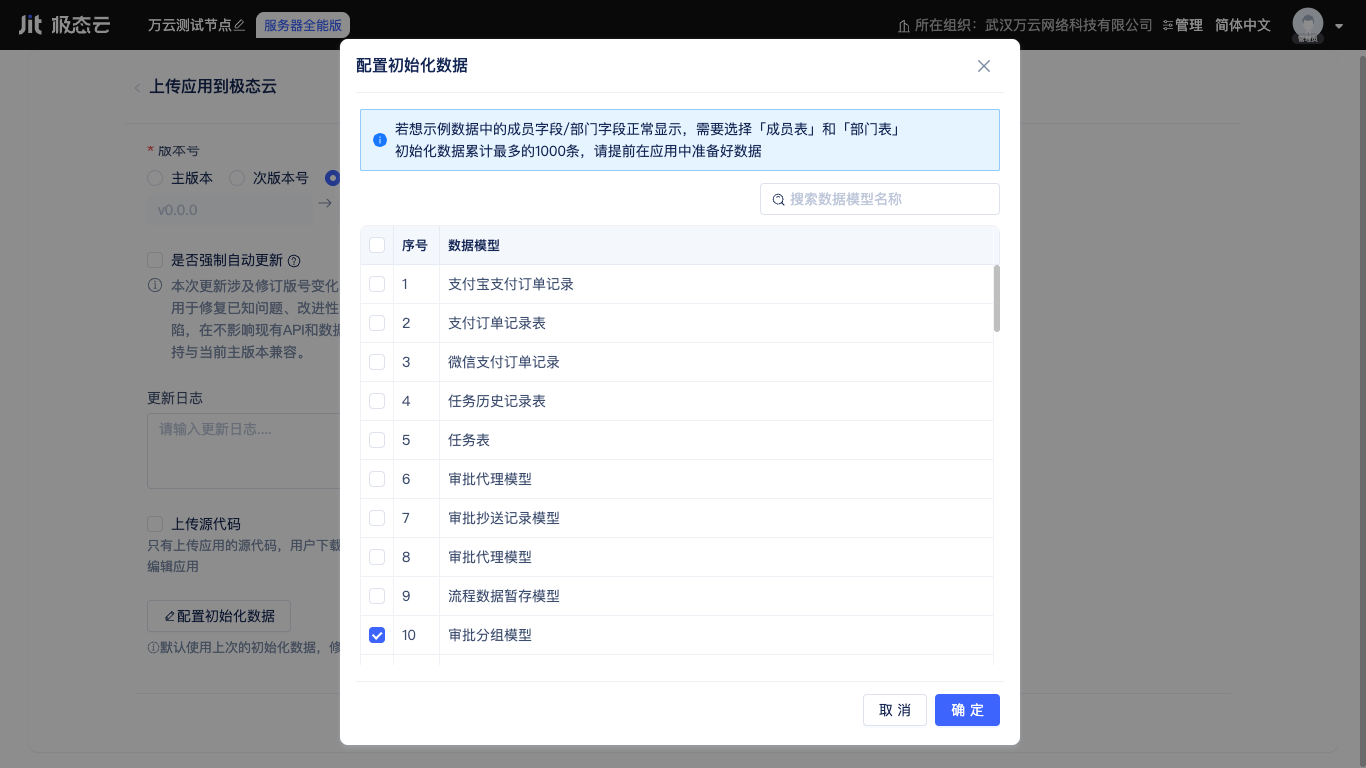 Jit 极态云
万云测试节点
服务器全能版
所在组织：武汉万云网络科技有限公司
管理
简体中文
上传应用到极态云
* 版本号
主版本
次版本号
v0.0.0
是否强制自动更新
本次更新涉及修订版号变化
用于修复已知问题、改进性
陷，在不影响现有API和数据
持与当前主版本兼容。
更新日志
请输入更新日志....
上传源代码
只有上传应用的源代码，用户下载
编辑应用
配置初始化数据
默认使用上次的初始化数据，修
配置初始化数据
若想示例数据中的成员字段/部门字段正常显示，需要选择「成员表」和「部门表」
初始化数据累计最多的1000条，请提前在应用中准备好数据
搜索数据模型名称
序号 数据模型
1 支付宝支付订单记录
2 支付订单记录表
3 微信支付订单记录
4 任务历史记录表
5 任务表
6 审批代理模型
7 审批抄送记录模型
8 审批代理模型
9 流程数据暂存模型
10 审批分组模型
取 消
确 定